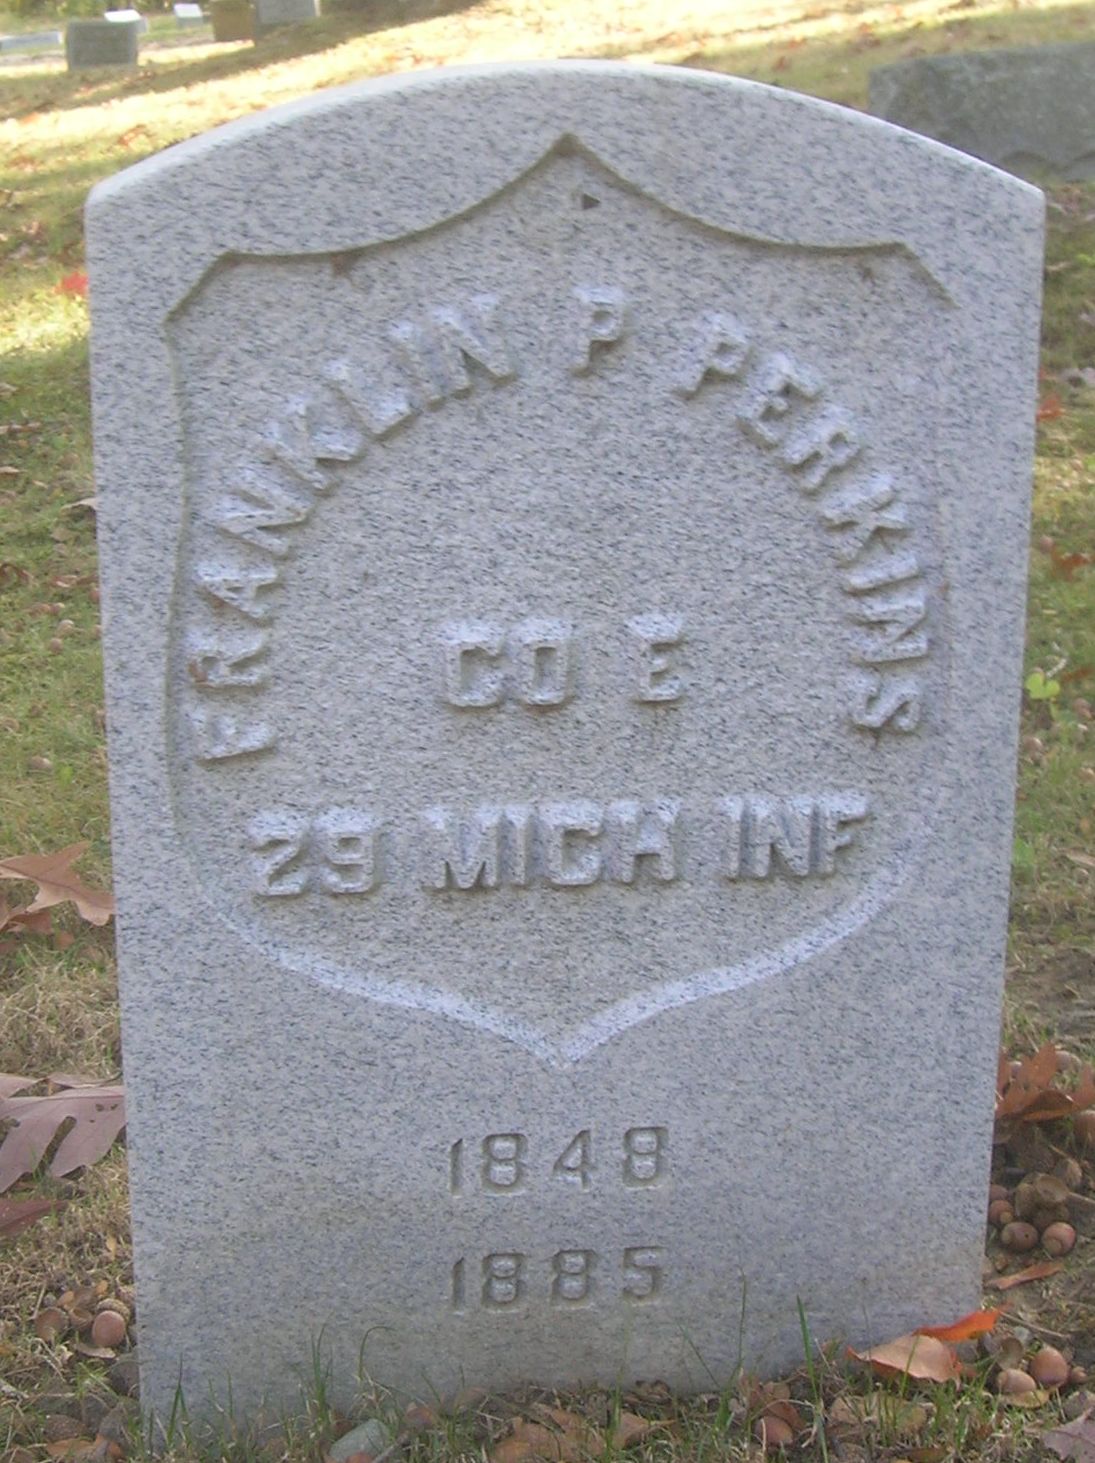 FRANKLIN P PERKINS
CO E
29 MICH INF
1848
1885